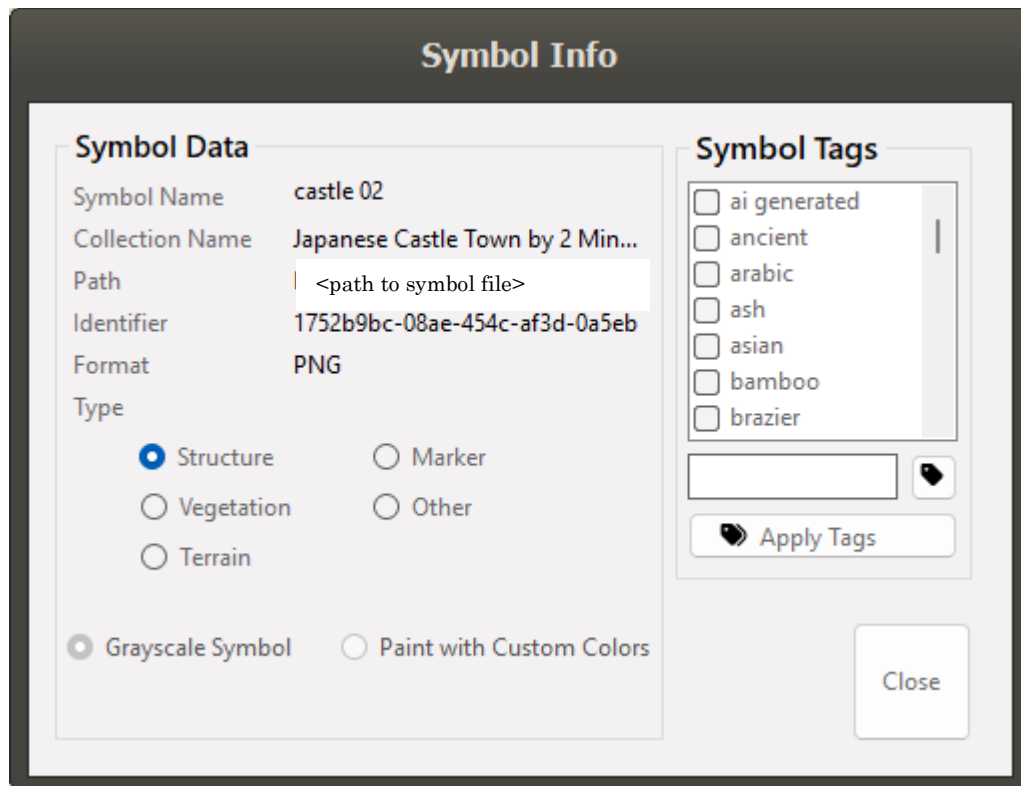 Symbol Info
Symbol Data
Symbol Name castle 02
Collection Name Japanese Castle Town by 2 Min...
Path <path to symbol file>
Identifier 1752b9bc-08ae-454c-af3d-0a5eb
Format PNG
Type
Structure Marker
Vegetation Other
Terrain
Grayscale Symbol Paint with Custom Colors
Symbol Tags
ai generated
ancient
arabic
ash
asian
bamboo
brazier
Apply Tags
Close